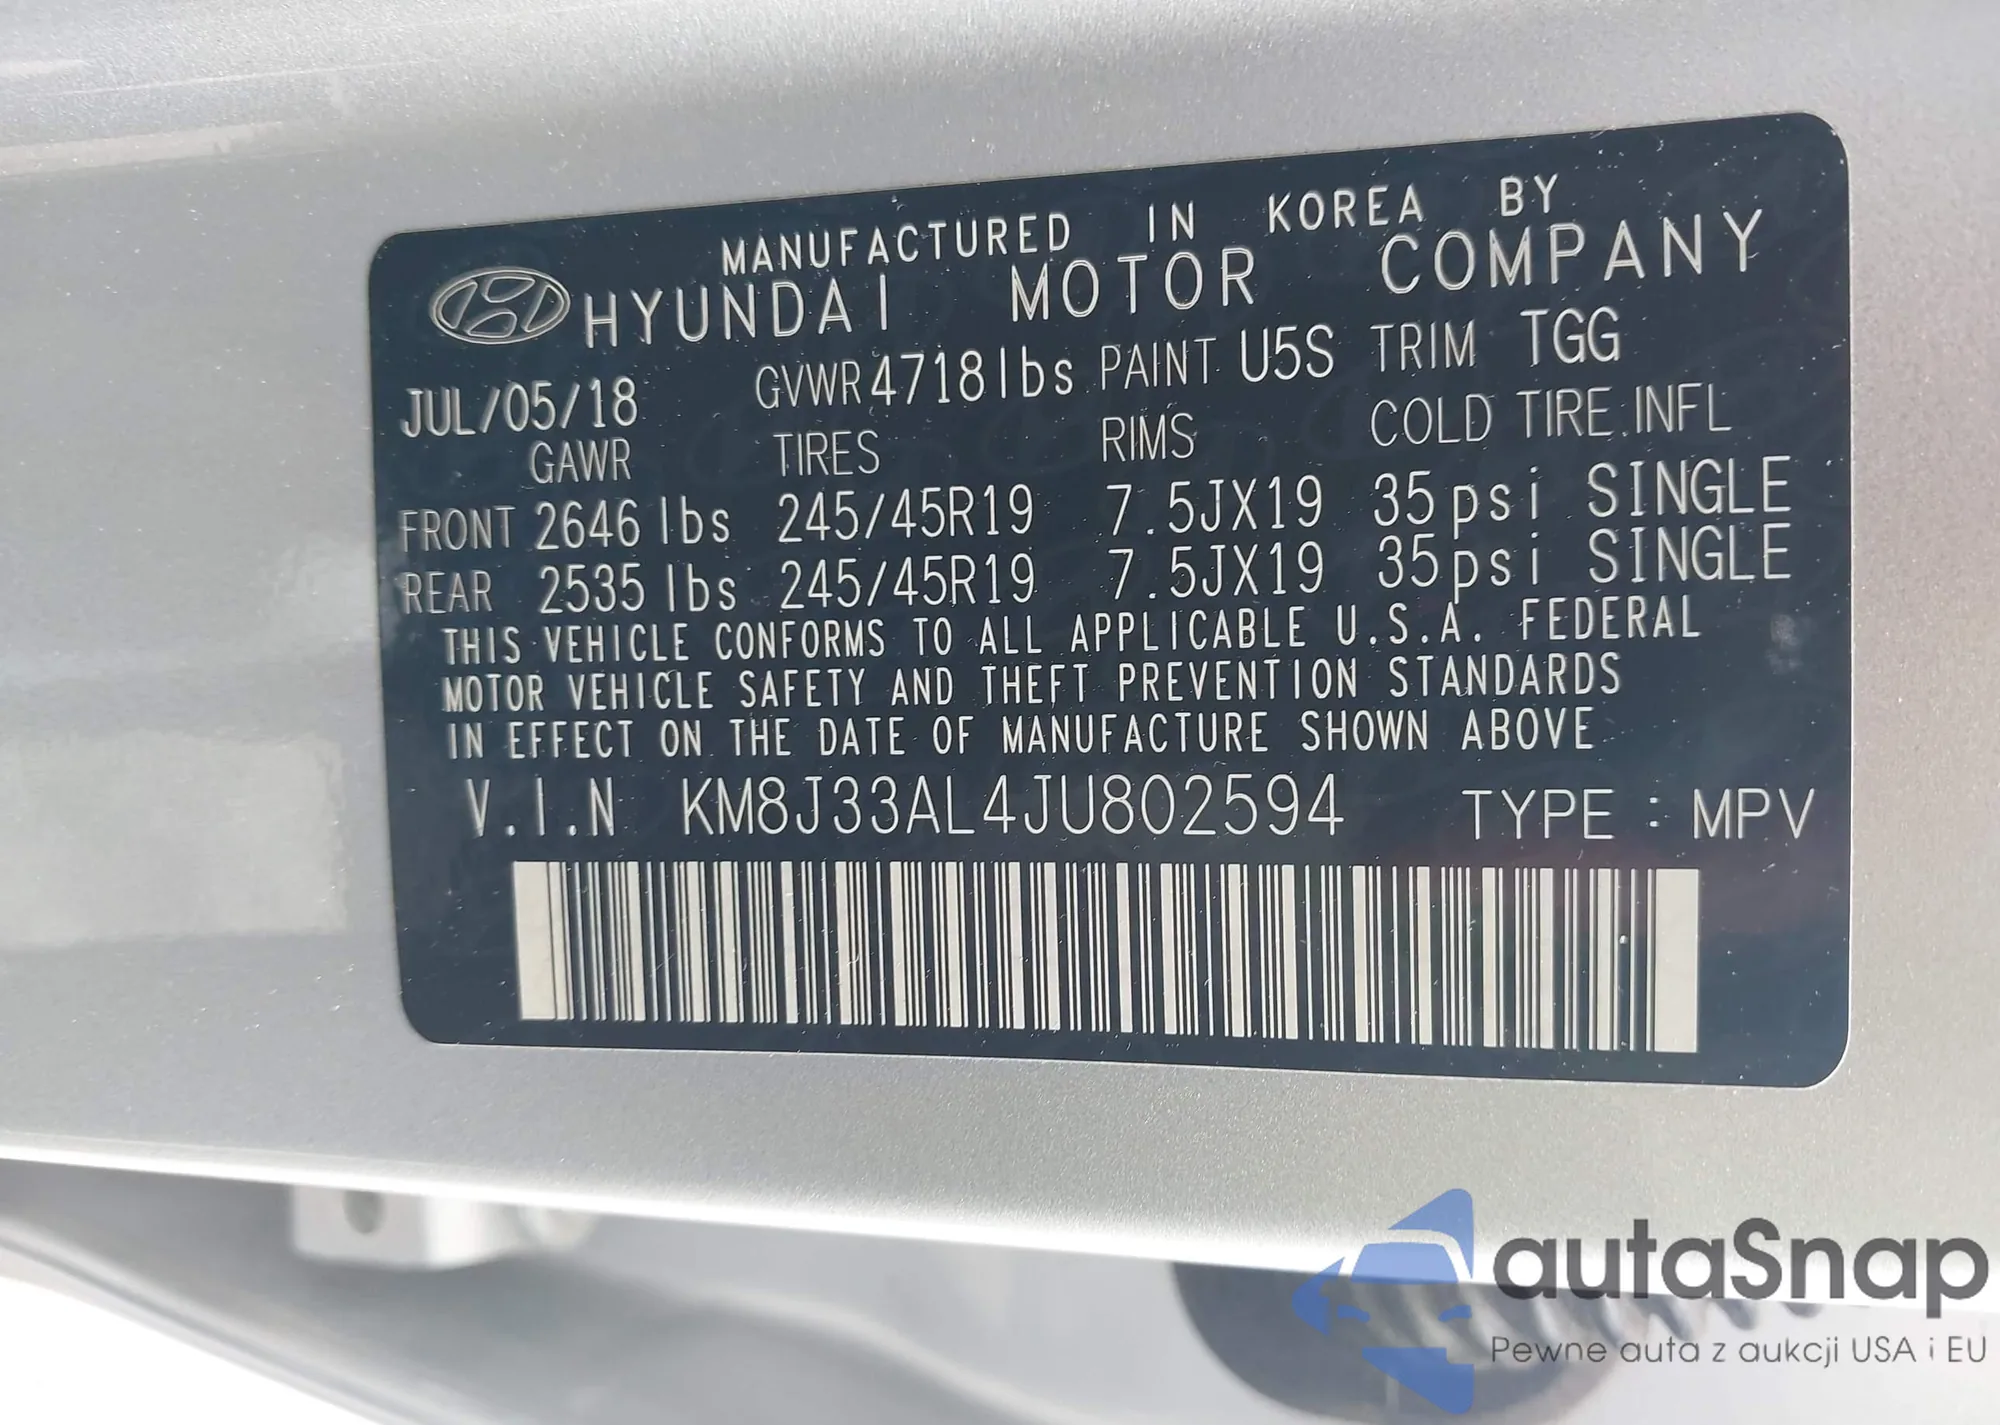 MANUFACTURED IN KOREA BY
HYUNDAI MOTOR COMPANY
JUL/05/18 GVWR 4718lbs PAINT U5S TRIM TGG
GAWR TIRES RIMS COLD TIRE.INFL
FRONT 2646 lbs 245/45R19 7.5JX19 35psi SINGLE
REAR 2535 lbs 245/45R19 7.5JX19 35psi SINGLE
THIS VEHICLE CONFORMS TO ALL APPLICABLE U.S.A. FEDERAL
MOTOR VEHICLE SAFETY AND THEFT PREVENTION STANDARDS
IN EFFECT ON THE DATE OF MANUFACTURE SHOWN ABOVE
V.I.N KM8J33AL4JU802594 TYPE : MPV
autaSnap
Pewne auta z aukcji USA i EU